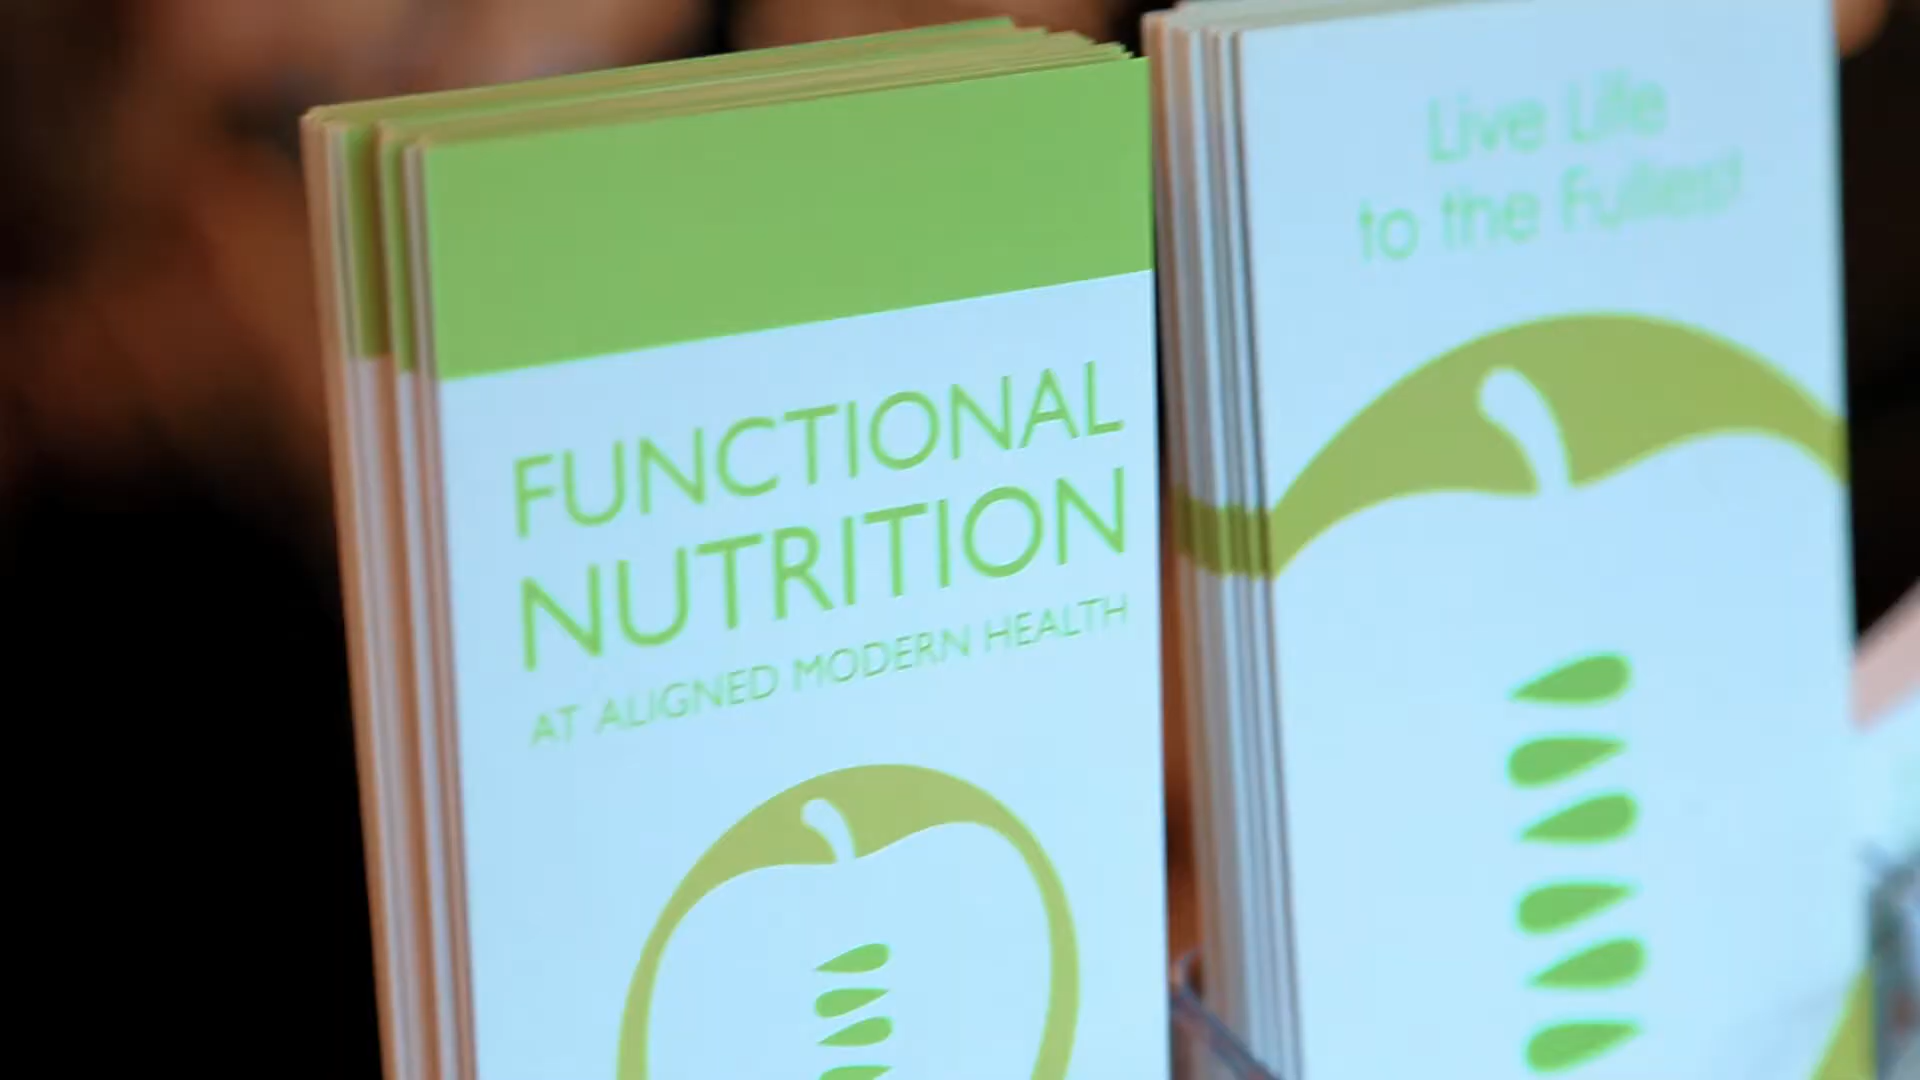 FUNCTIONAL
NUTRITION
AT ALIGNED MODERN HEALTH
Live Life
to the Fullest